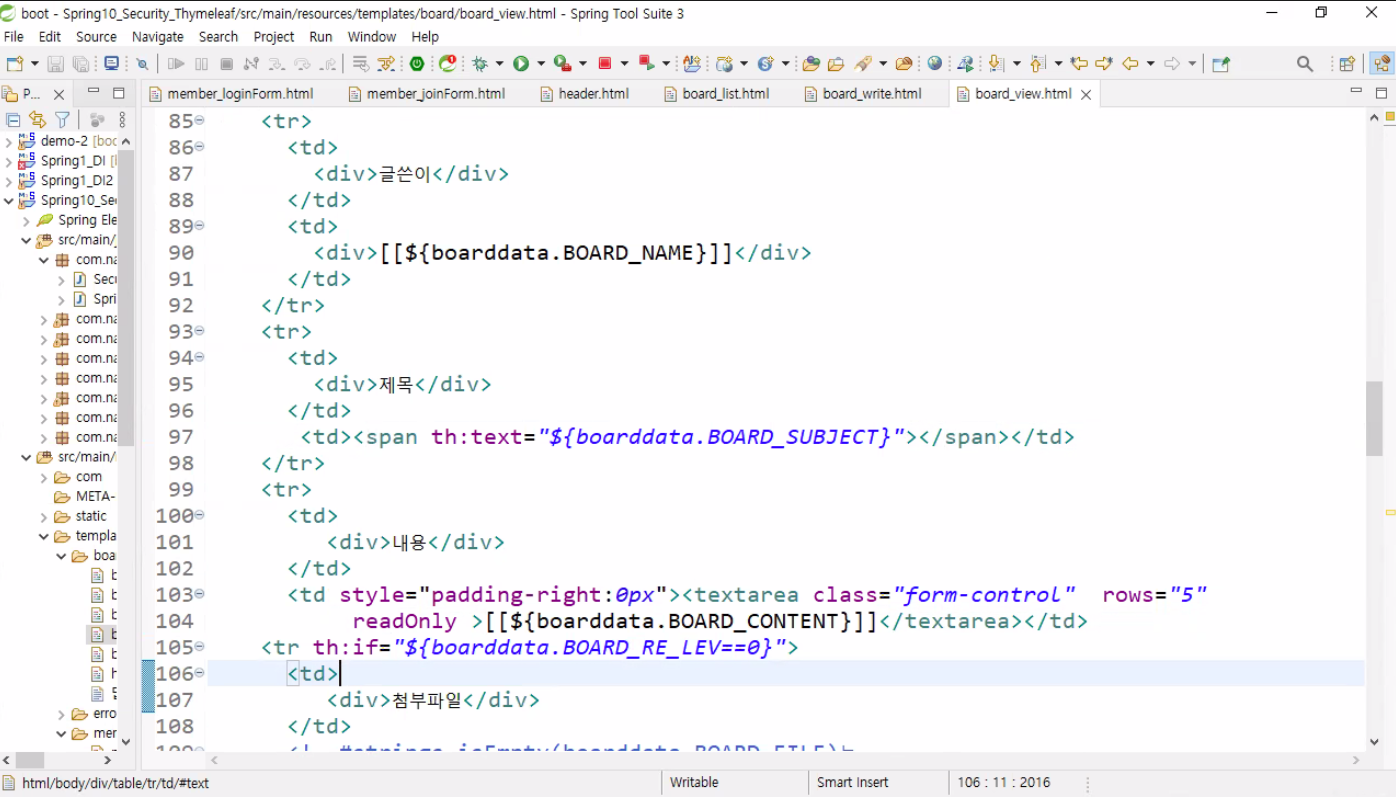 boot - Spring10_Security_Thymeleaf/src/main/resources/templates/board/board_view.html - Spring Tool Suite 3
File Edit Source Navigate Search Project Run Window Help
P...
member_loginForm.html member_joinForm.html header.html board_list.html board_write.html board_view.html
demo-2 [boo
Spring1_DI [
Spring1_DI2
Spring10_Se
Spring Ele
src/main/
com.na
Secu
Spri
com.na
com.na
com.na
com.na
com.na
com.na
com.na
src/main/
com
META-
static
templa
boa
erro
mer
85 <tr>
86 <td>
87 <div>글쓴이</div>
88 </td>
89 <td>
90 <div>[[${boarddata.BOARD_NAME}]]</div>
91 </td>
92 </tr>
93 <tr>
94 <td>
95 <div>제목</div>
96 </td>
97 <td><span th:text="${boarddata.BOARD_SUBJECT}"></span></td>
98 </tr>
99 <tr>
100 <td>
101 <div>내용</div>
102 </td>
103 <td style="padding-right:0px"><textarea class="form-control" rows="5"
104 readOnly >[[${boarddata.BOARD_CONTENT}]]</textarea></td>
105 <tr th:if="${boarddata.BOARD_RE_LEV==0}">
106 <td>
107 <div>첨부파일</div>
108 </td>
html/body/div/table/tr/td/#text Writable Smart Insert 106 : 11 : 2016